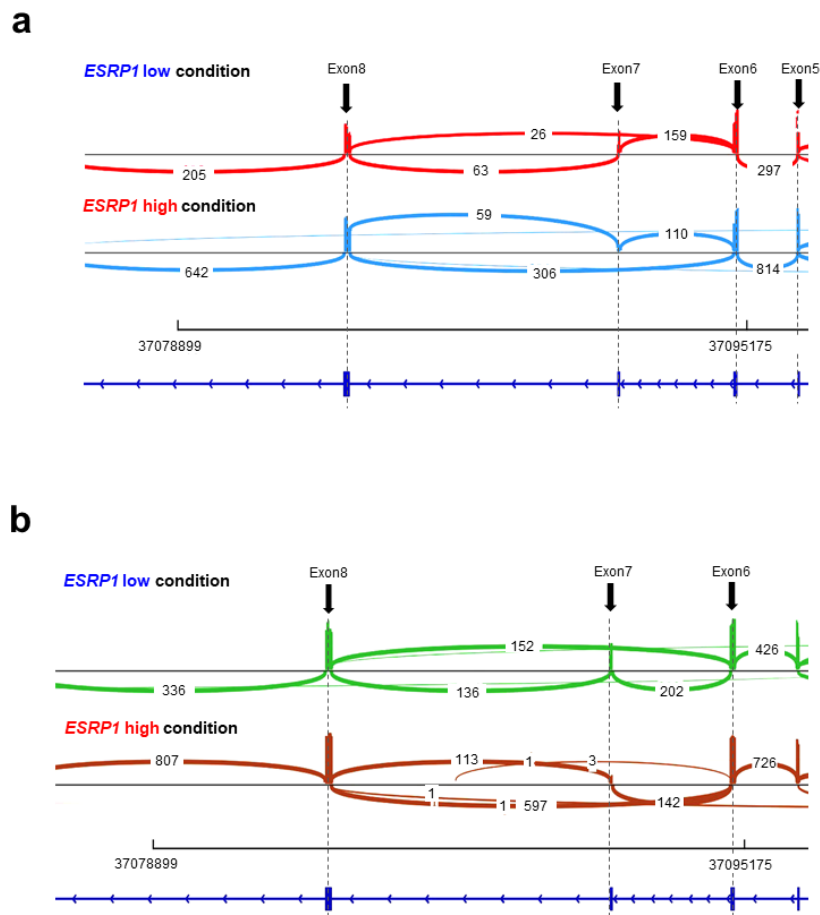 a
ESRP1 low condition
Exon8 Exon7 Exon6 Exon5
26 159
205 63 297
ESRP1 high condition
59
110
642 306 814
37078899 37095175
b
Exon8 Exon7 Exon6
ESRP1 low condition
152 426
336 136 202
ESRP1 high condition
807 113 1 3 726
1
1 597 142
37078899 37095175